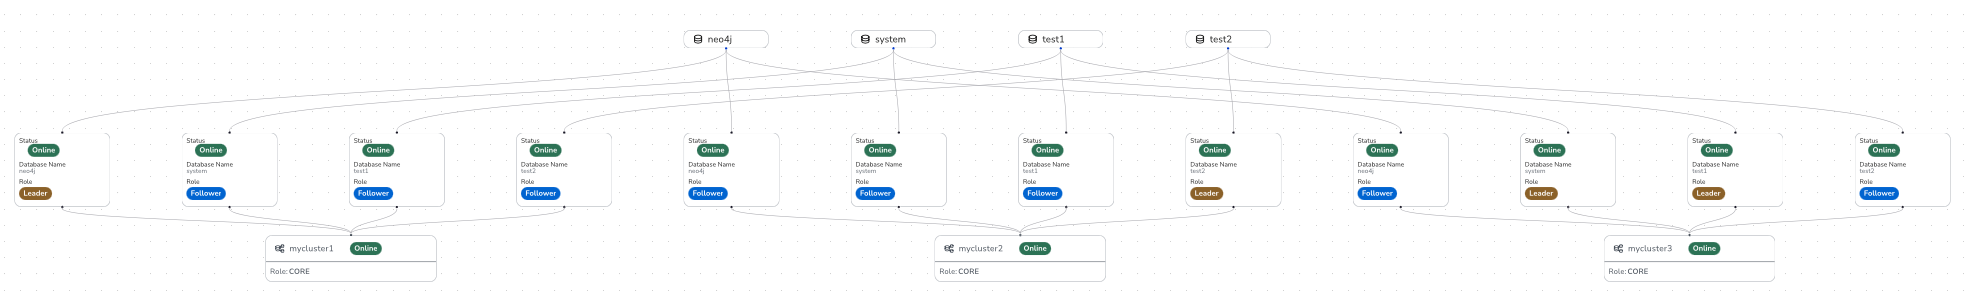 neo4j
system
test1
test2
Status
Online
Database Name
neo4j
Role
Leader
Status
Online
Database Name
system
Role
Follower
Status
Online
Database Name
test1
Role
Follower
Status
Online
Database Name
test2
Role
Follower
Status
Online
Database Name
neo4j
Role
Follower
Status
Online
Database Name
system
Role
Follower
Status
Online
Database Name
test1
Role
Follower
Status
Online
Database Name
test2
Role
Leader
Status
Online
Database Name
neo4j
Role
Follower
Status
Online
Database Name
system
Role
Leader
Status
Online
Database Name
test1
Role
Leader
Status
Online
Database Name
test2
Role
Follower
mycluster1 Online
Role: CORE
mycluster2 Online
Role: CORE
mycluster3 Online
Role: CORE